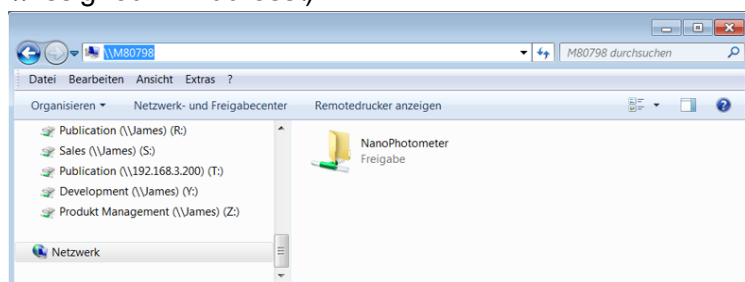 \\M80798
M80798 durchsuchen
Datei Bearbeiten Ansicht Extras ?
Organisieren Netzwerk- und Freigabecenter Remotedrucker anzeigen
Publication (\\James) (R:)
Sales (\\James) (S:)
Publication (\\192.168.3.200) (T:)
Development (\\James) (Y:)
Produkt Management (\\James) (Z:)
Netzwerk
NanoPhotometer
Freigabe